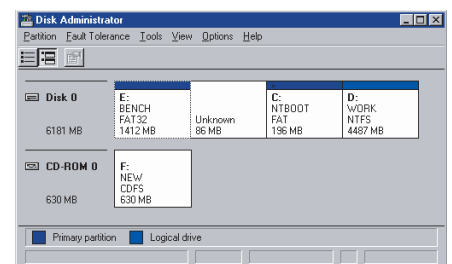 Disk Administrator
Partition Fault Tolerance Tools View Options Help
Disk 0
6181 MB
E:
BENCH
FAT32
1412 MB
Unknown
86 MB
C:
NTBOOT
FAT
196 MB
D:
WORK
NTFS
4487 MB
CD-ROM 0
630 MB
F:
NEW
CDFS
630 MB
Primary partition Logical drive